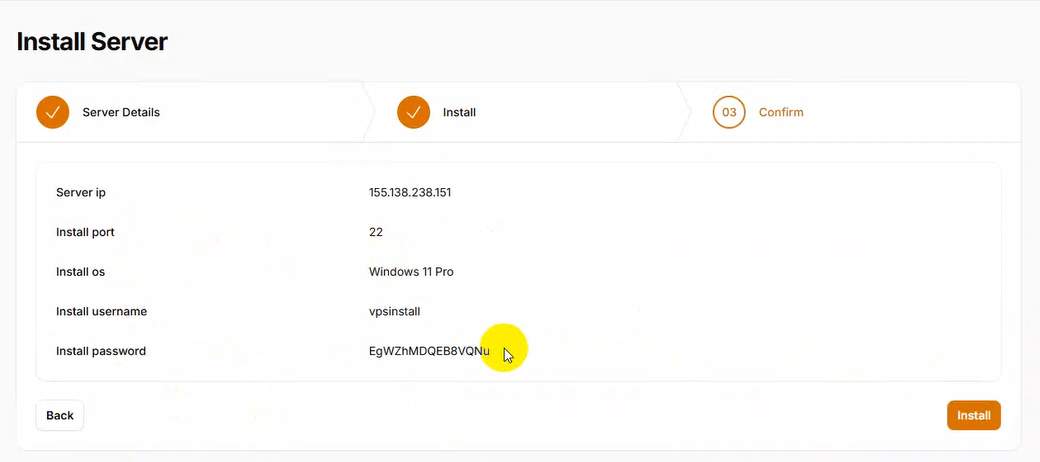 Install Server
Server Details
Install
03 Confirm
Server ip 155.138.238.151
Install port 22
Install os Windows 11 Pro
Install username vpsinstall
Install password EgWZhMDQEB8VQNu
Back Install